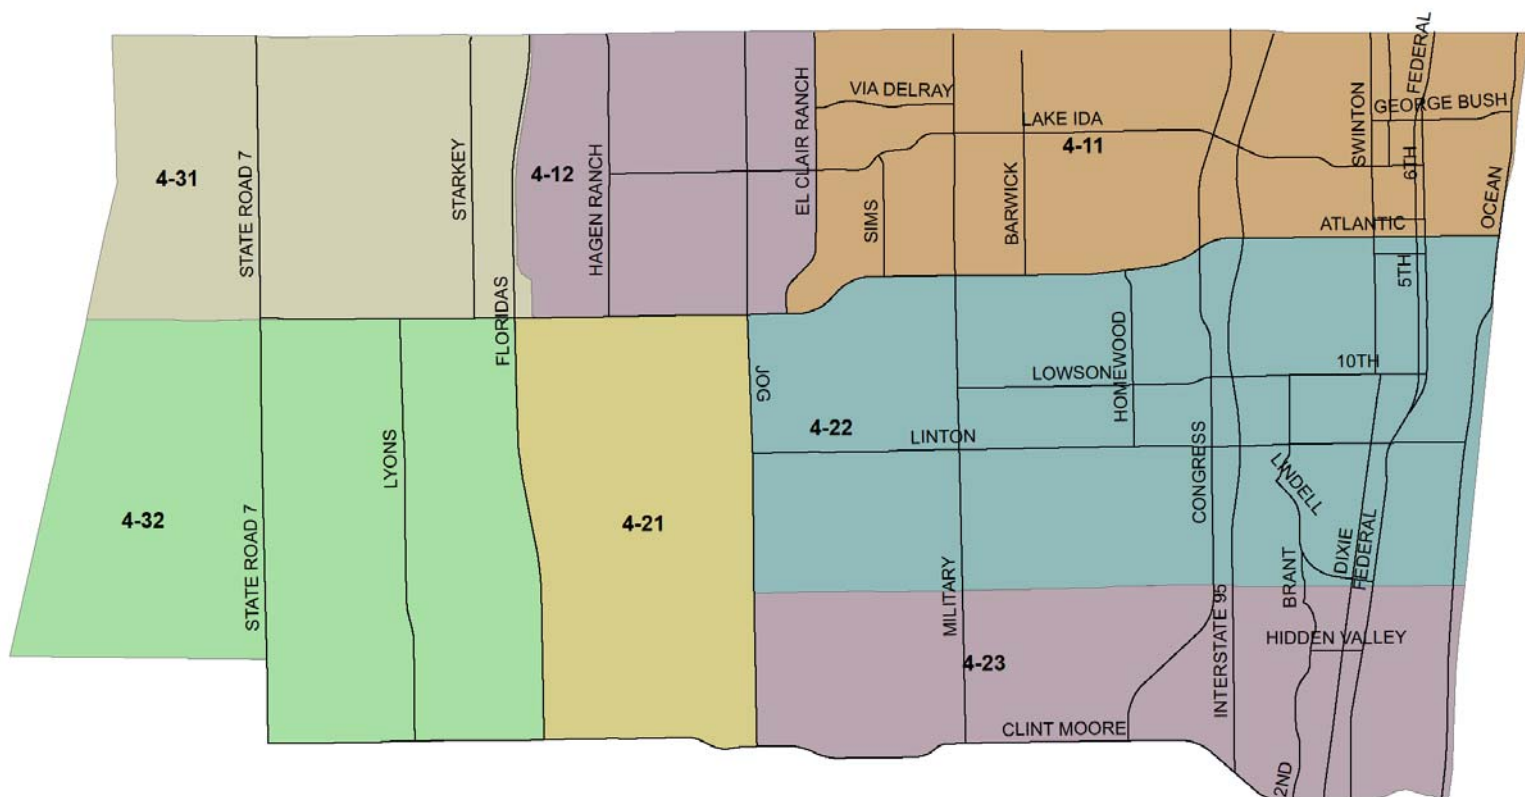 FEDERAL
VIA DELRAY
GEORGE BUSH
EL CLAIR RANCH
LAKE IDA
SWINTON
4-11
6TH
4-31
STATE ROAD 7
STARKEY
4-12
HAGEN RANCH
SIMS
BARWICK
ATLANTIC
OCEAN
5TH
FLORIDAS
HOMEWOOD
10TH
LOWSON
JOG
4-22
LINTON
LYONS
CONGRESS
LINDELL
4-32
STATE ROAD 7
4-21
DIXIE
FEDERAL
BRANT
MILITARY
INTERSTATE 95
HIDDEN VALLEY
4-23
CLINT MOORE
2ND